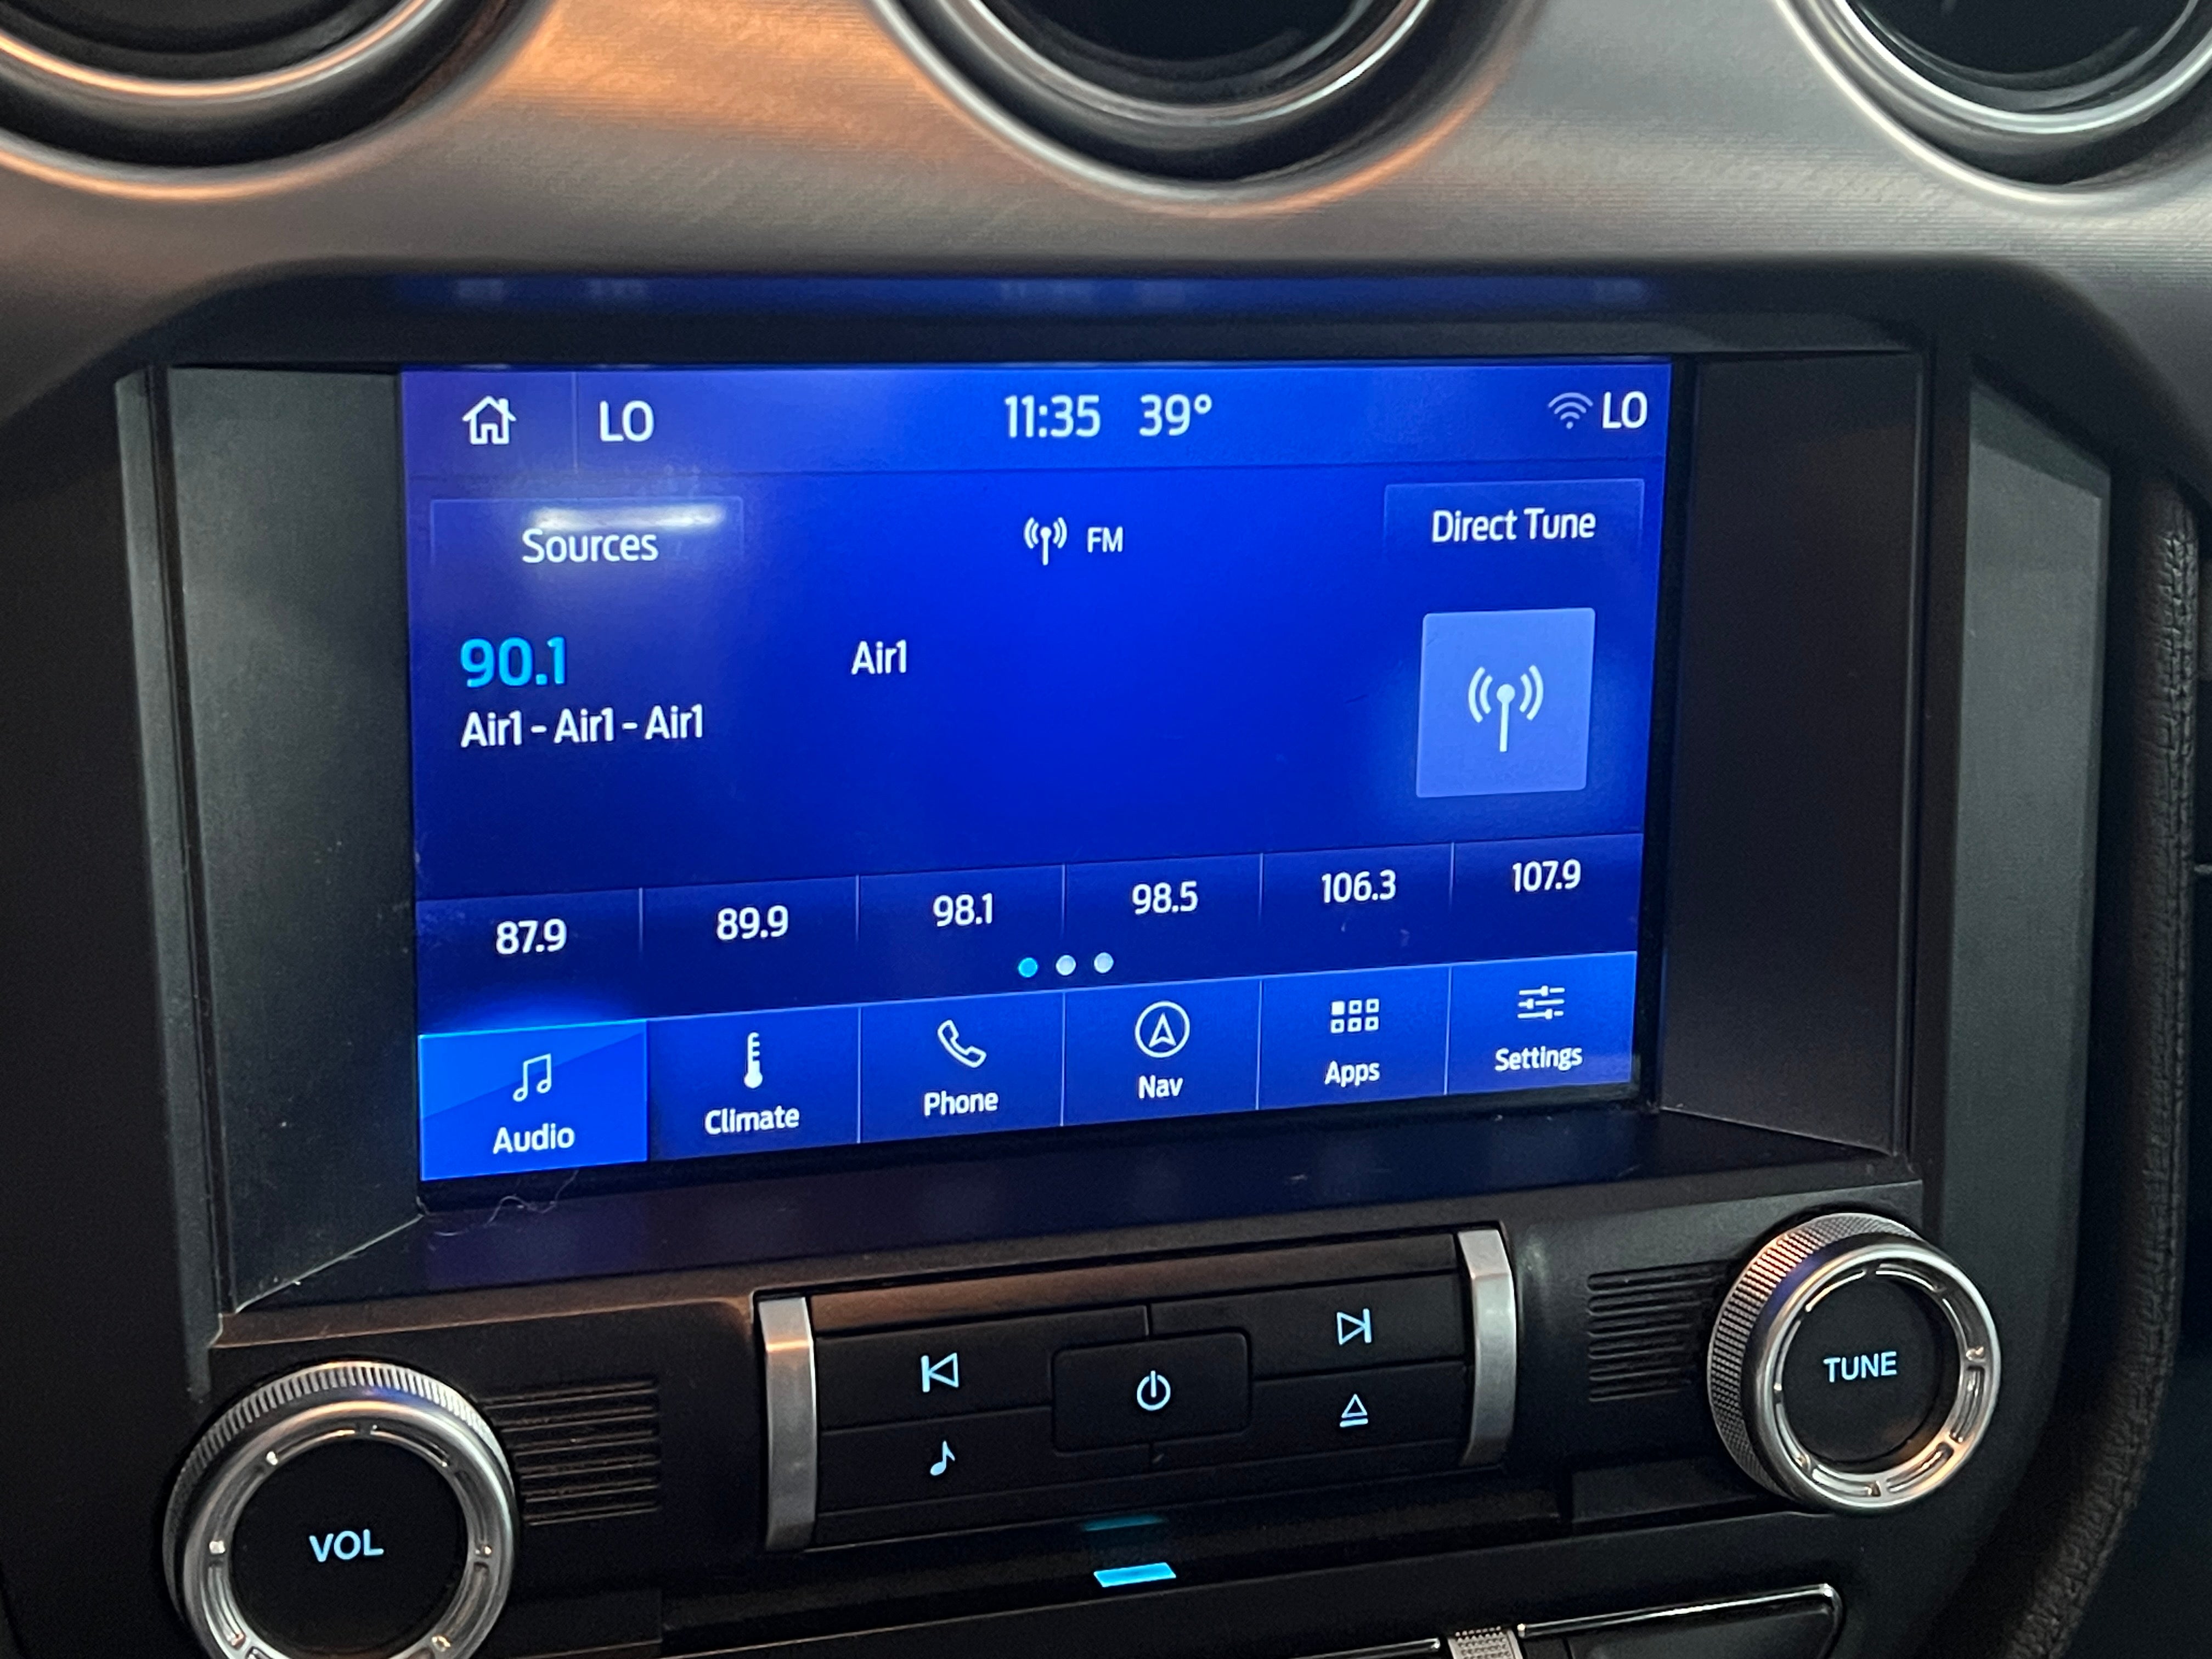 LO 11:35 39° LO
Sources FM Direct Tune
90.1 Air1
Air1 - Air1 - Air1
87.9 89.9 98.1 98.5 106.3 107.9
Audio Climate Phone Nav Apps Settings
TUNE
VOL